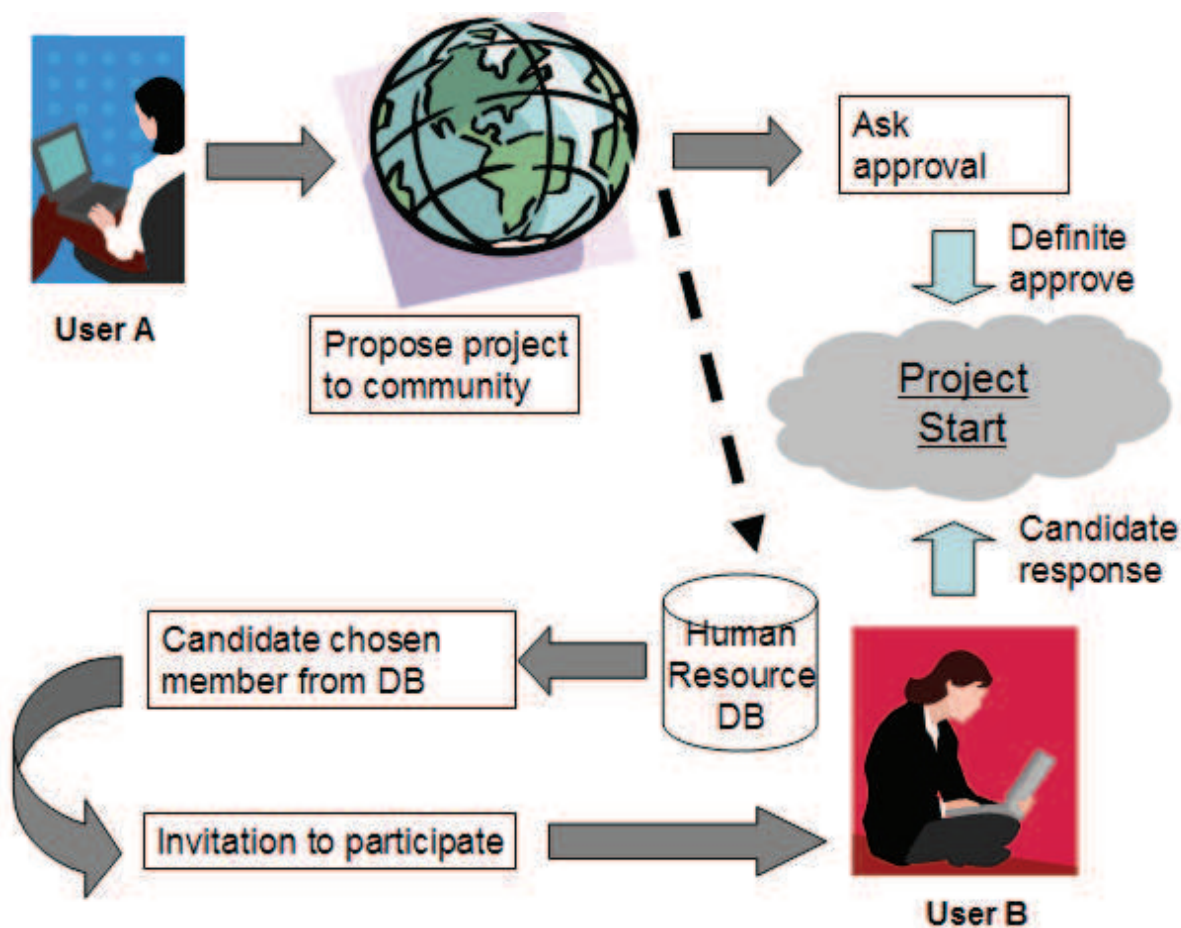 User A
Propose project
to community
Ask
approval
Definite
approve
Project
Start
Candidate
response
Human
Resource
DB
Candidate chosen
member from DB
Invitation to participate
User B